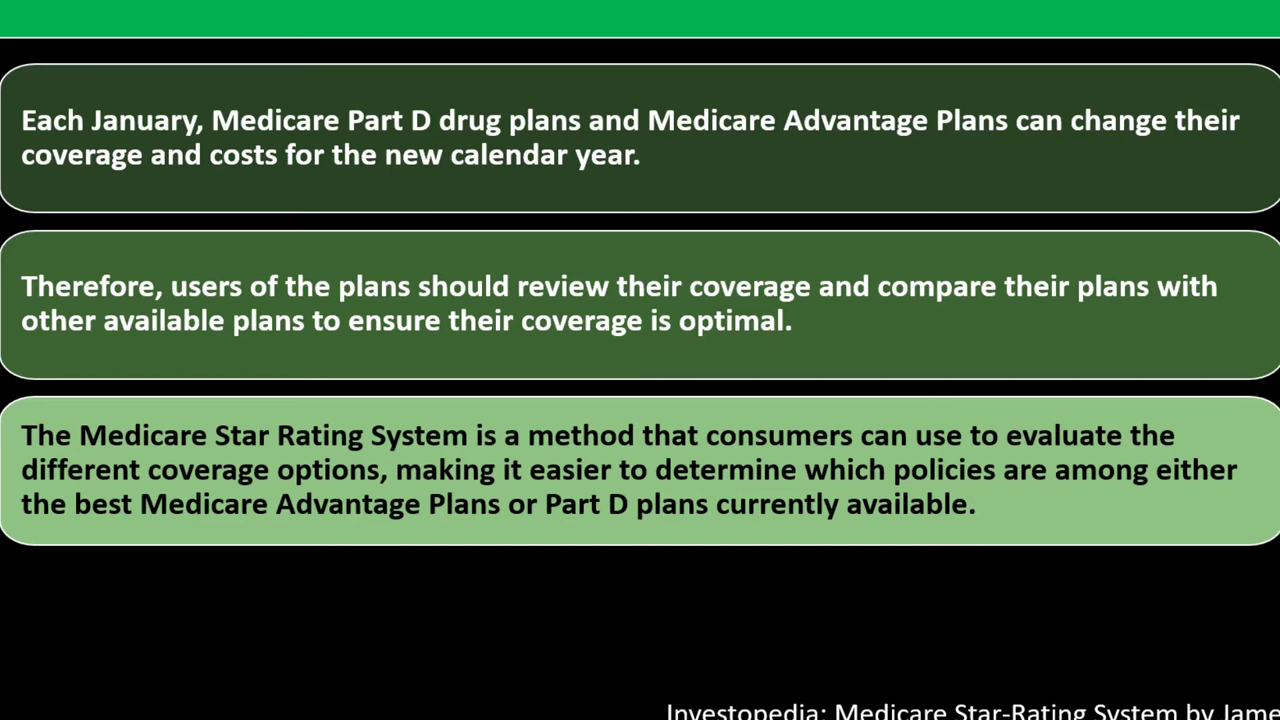 Each January, Medicare Part D drug plans and Medicare Advantage Plans can change their
coverage and costs for the new calendar year.
Therefore, users of the plans should review their coverage and compare their plans with
other available plans to ensure their coverage is optimal.
The Medicare Star Rating System is a method that consumers can use to evaluate the
different coverage options, making it easier to determine which policies are among either
the best Medicare Advantage Plans or Part D plans currently available.
Investopedia: Medicare Star-Rating System by Jame